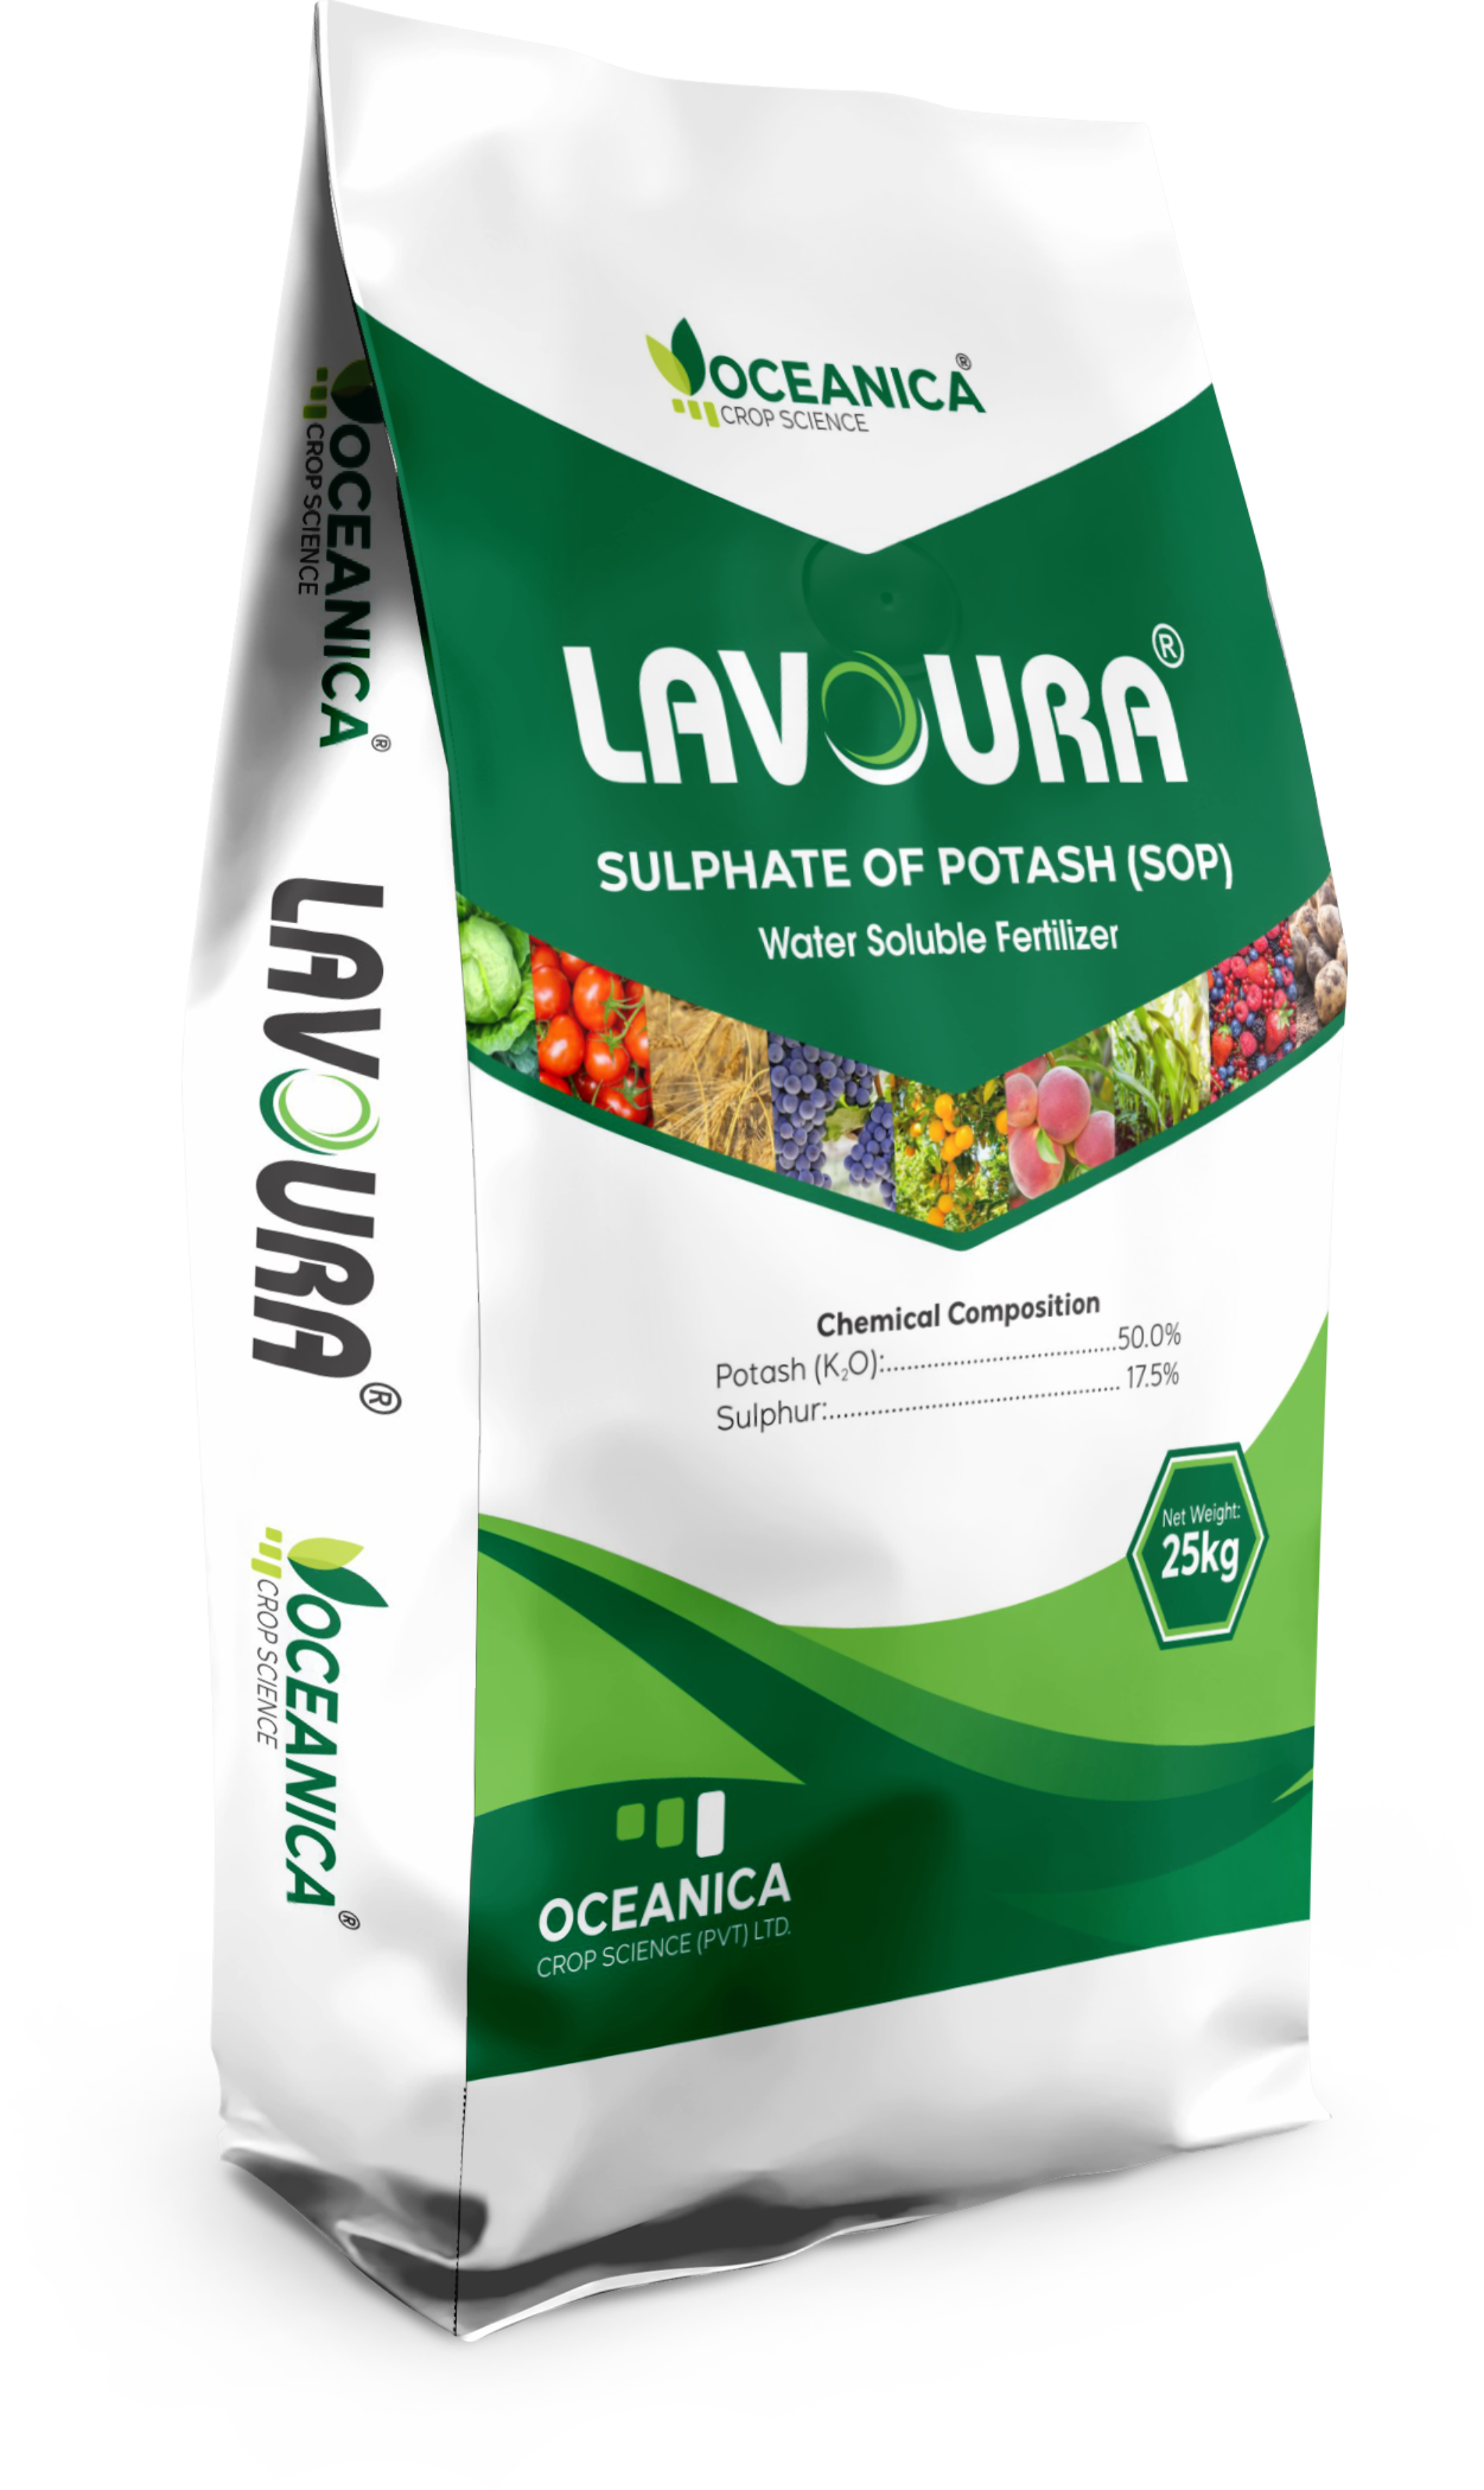 OCEANICA®
CROP SCIENCE
LAVOURA®
SULPHATE OF POTASH (SOP)
Water Soluble Fertilizer
Chemical Composition
Potash (K₂O):.....................................50.0%
Sulphur:.......................................... 17.5%
Net Weight:
25kg
OCEANICA
CROP SCIENCE (PVT) LTD.
OCEANICA®
CROP SCIENCE
LAVOURA®
OCEANICA®
CROP SCIENCE